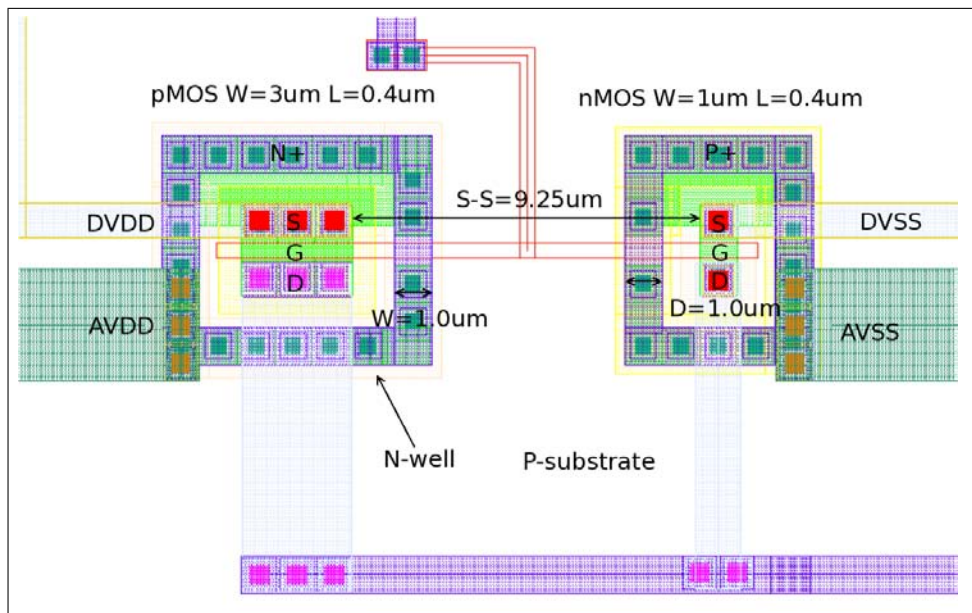 pMOS W=3um L=0.4um
nMOS W=1um L=0.4um
N+
P+
S-S=9.25um
DVDD
S
S
DVSS
G
G
D
D
W=1.0um
D=1.0um
AVDD
AVSS
N-well
P-substrate